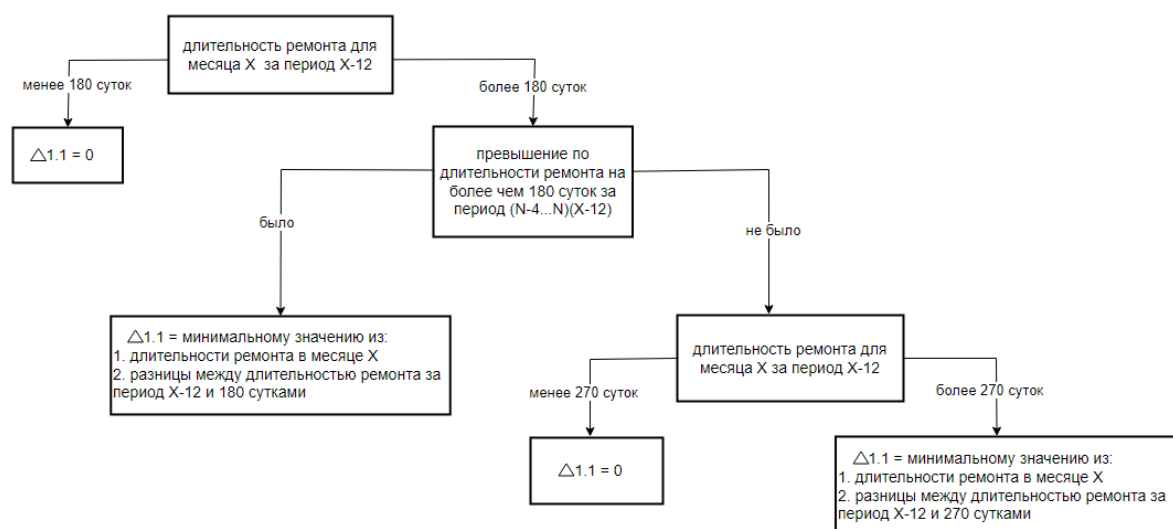 длительность ремонта для
месяца X за период X-12
менее 180 суток
более 180 суток
△1.1 = 0
превышение по
длительности ремонта на
более чем 180 суток за
период (N-4...N)(X-12)
было
не было
△1.1 = минимальному значению из:
1. длительности ремонта в месяце X
2. разницы между длительностью ремонта за
период X-12 и 180 сутками
длительность ремонта для
месяца X за период X-12
менее 270 суток
более 270 суток
△1.1 = 0
△1.1 = минимальному значению из:
1. длительности ремонта в месяце X
2. разницы между длительностью ремонта за
период X-12 и 270 сутками